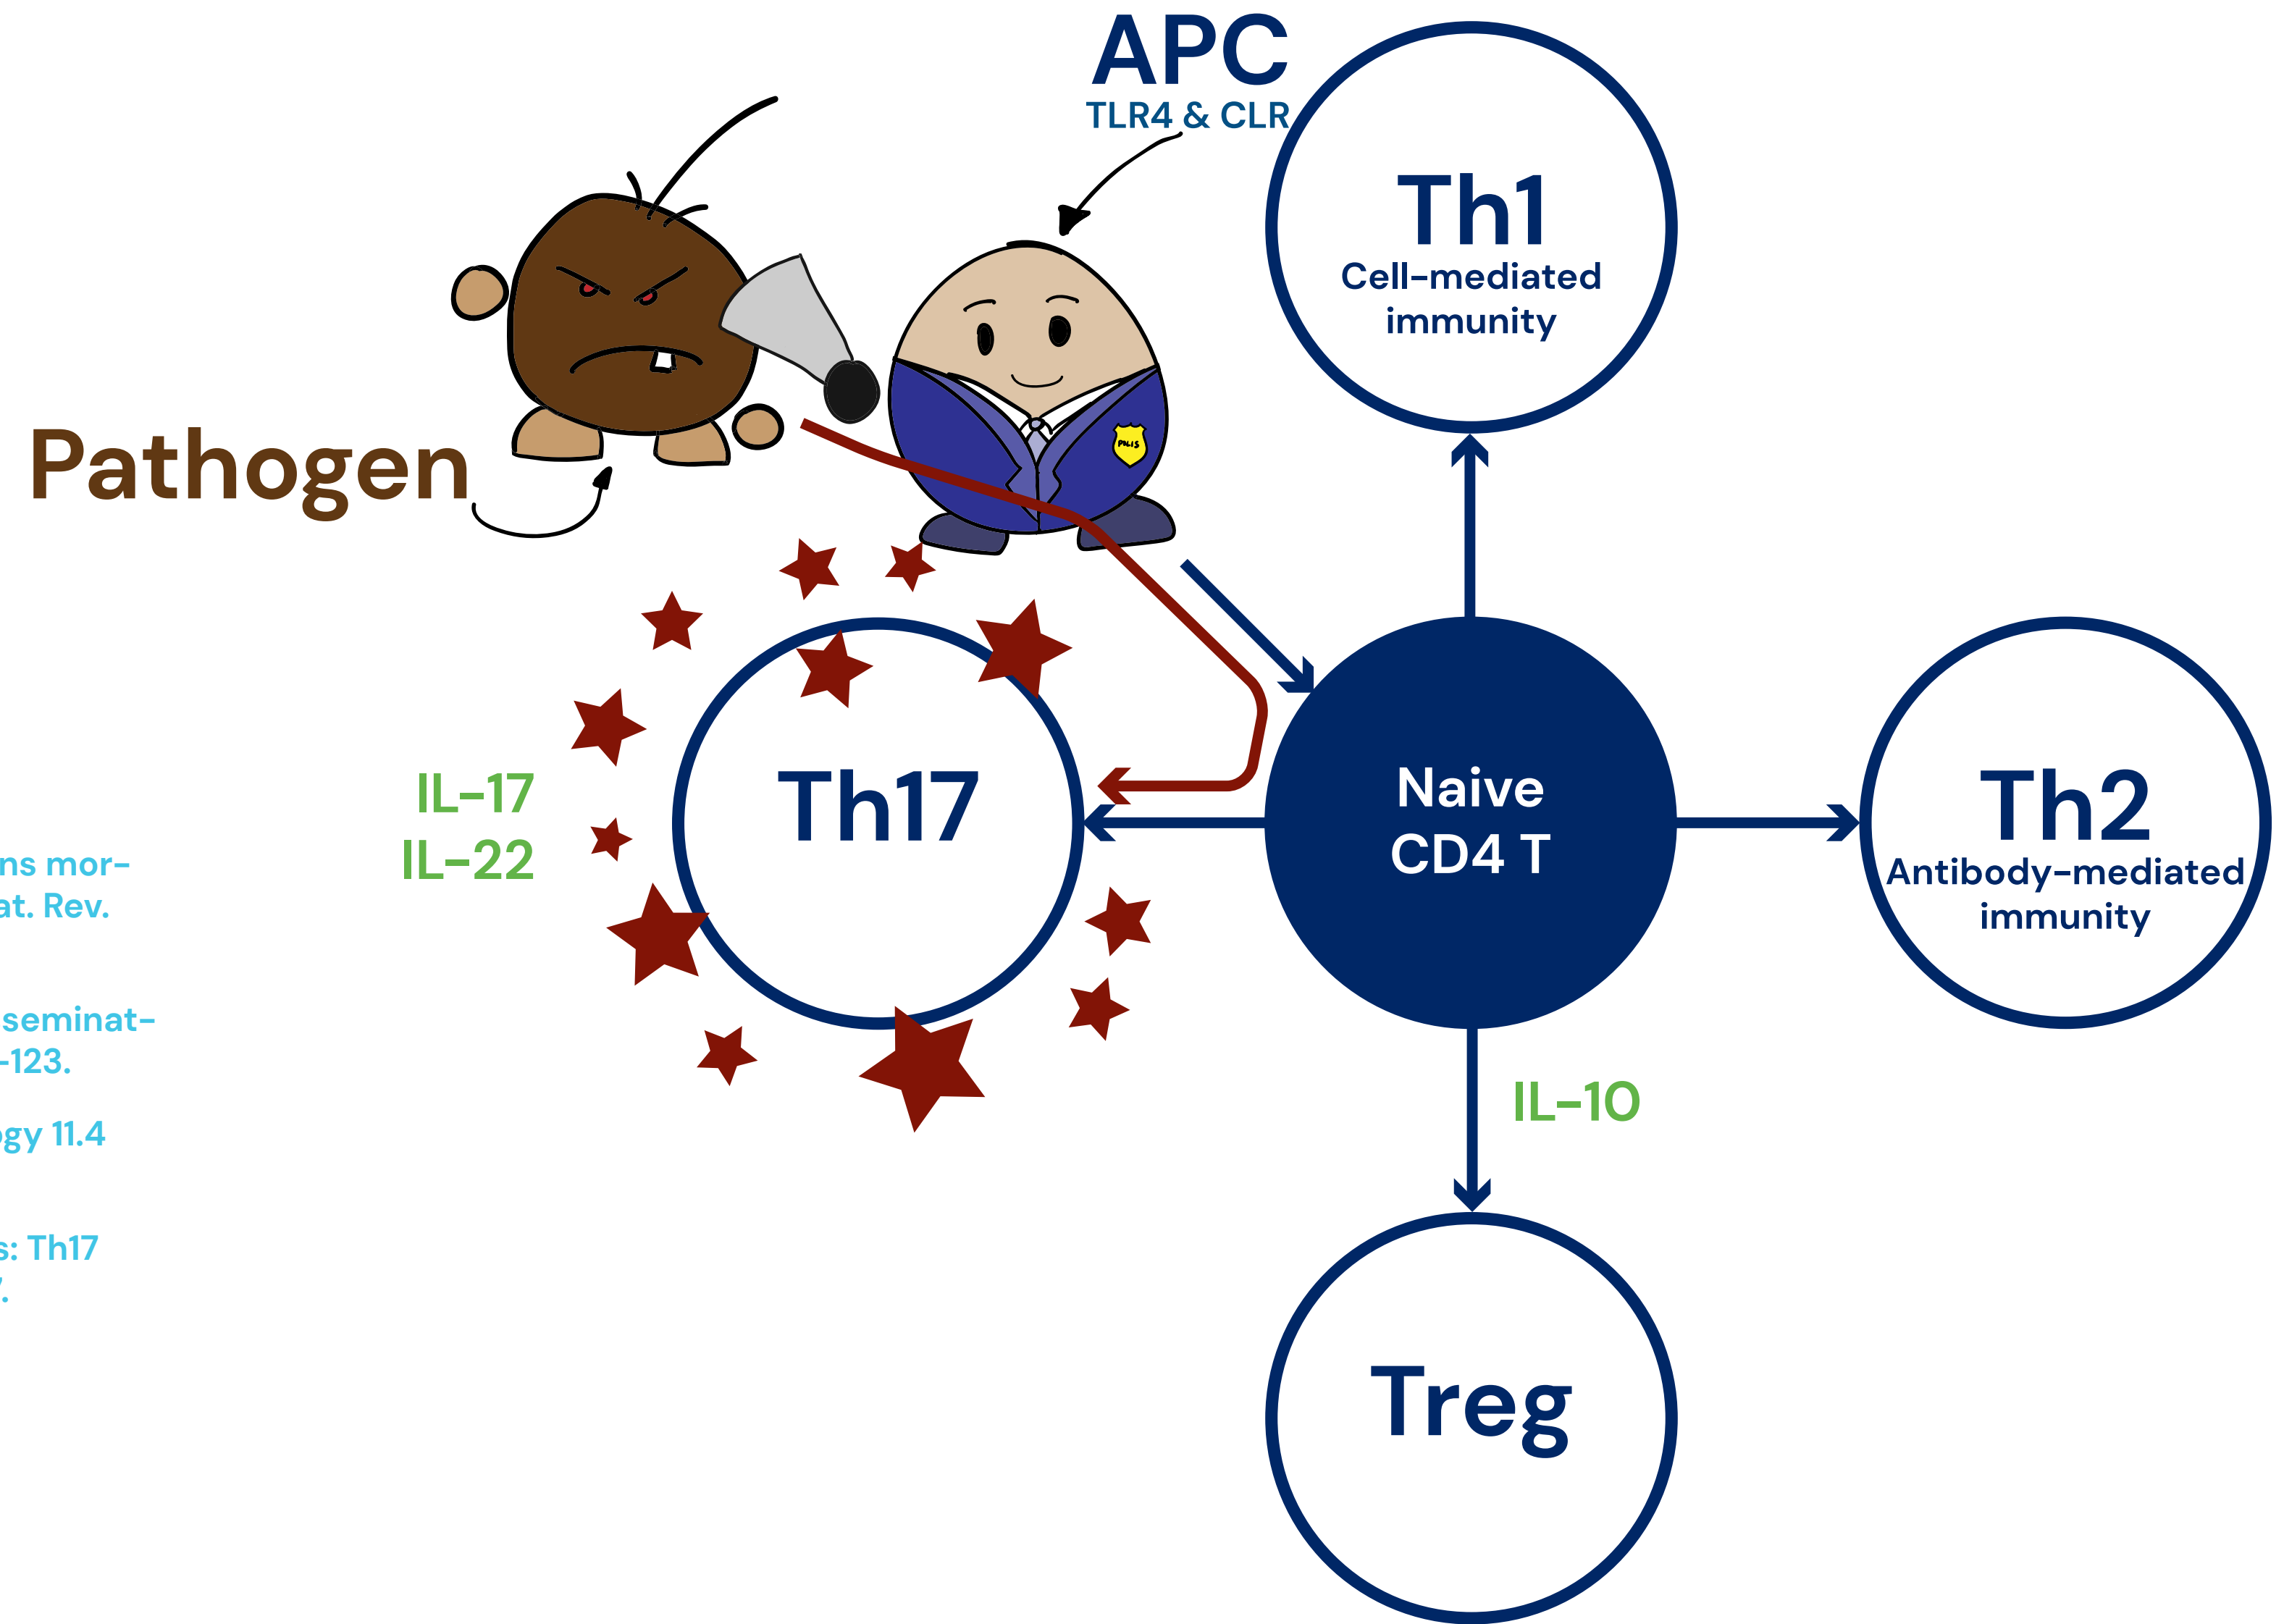 APC
TLR4 & CLR
Th1
Cell-mediated
immunity
Pathogen
POLIS
Th17
IL-17
IL-22
Naive
CD4 T
Th2
Antibody-mediated
immunity
IL-10
Treg
ns mor-
at. Rev.
seminat-
-123.
gy 11.4
s: Th17